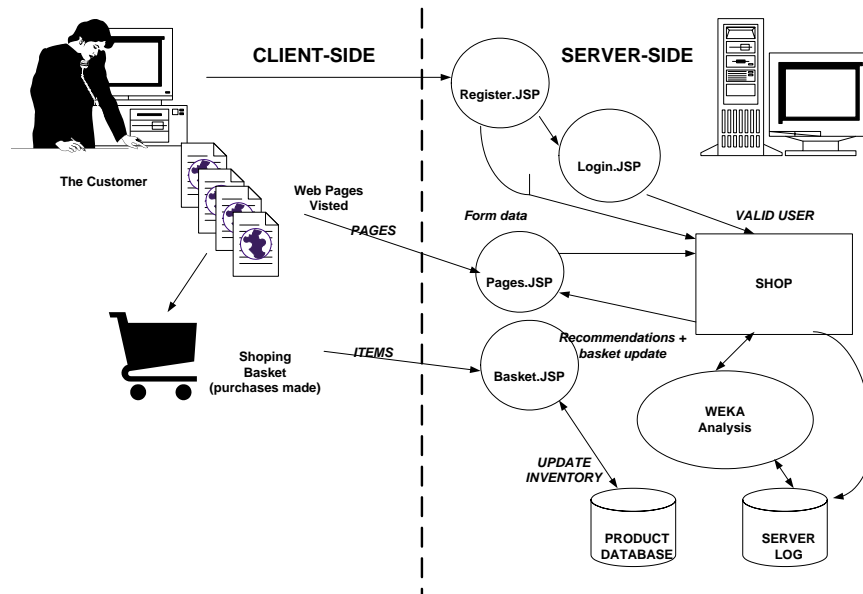 CLIENT-SIDE
SERVER-SIDE
Register.JSP
Login.JSP
The Customer
Web Pages
Visted
PAGES
Form data
VALID USER
Pages.JSP
SHOP
Shoping
Basket
(purchases made)
ITEMS
Basket.JSP
Recommendations +
basket update
WEKA
Analysis
UPDATE
INVENTORY
PRODUCT
DATABASE
SERVER
LOG